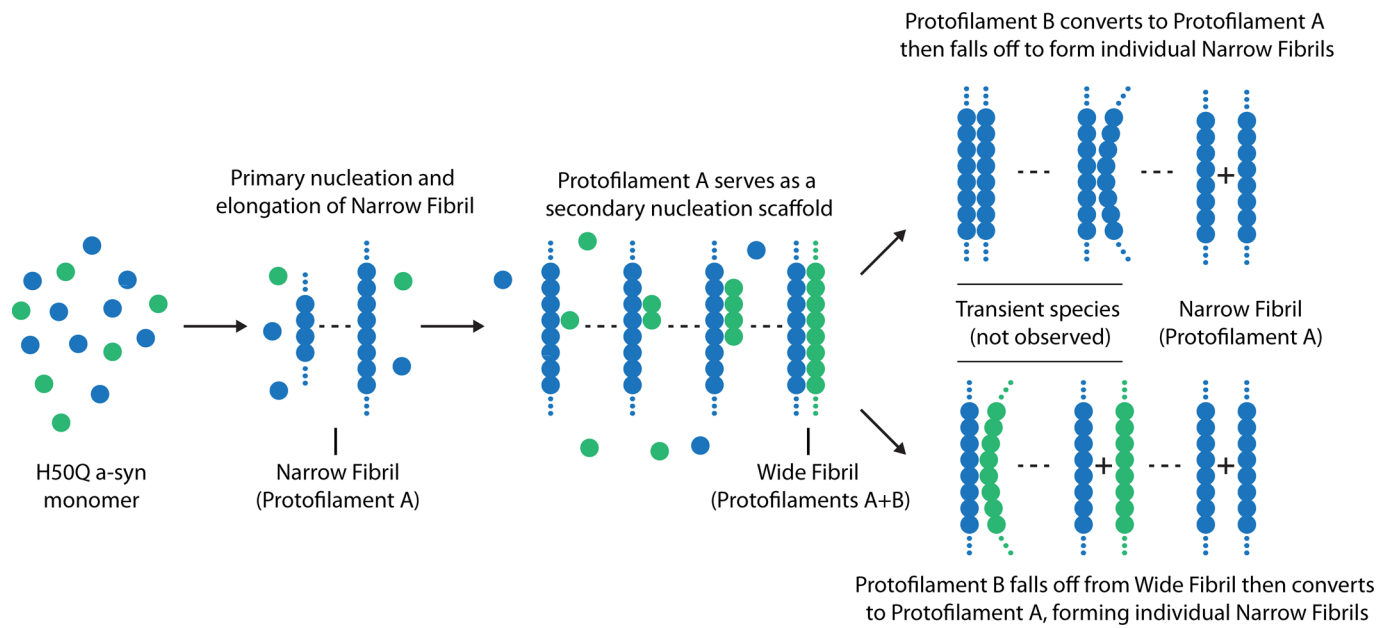 Protofilament B converts to Protofilament A
then falls off to form individual Narrow Fibrils
Primary nucleation and
elongation of Narrow Fibril
Protofilament A serves as a
secondary nucleation scaffold
+
Transient species
(not observed)
Narrow Fibril
(Protofilament A)
H50Q a-syn
monomer
Narrow Fibril
(Protofilament A)
Wide Fibril
(Protofilaments A+B)
+
+
Protofilament B falls off from Wide Fibril then converts
to Protofilament A, forming individual Narrow Fibrils